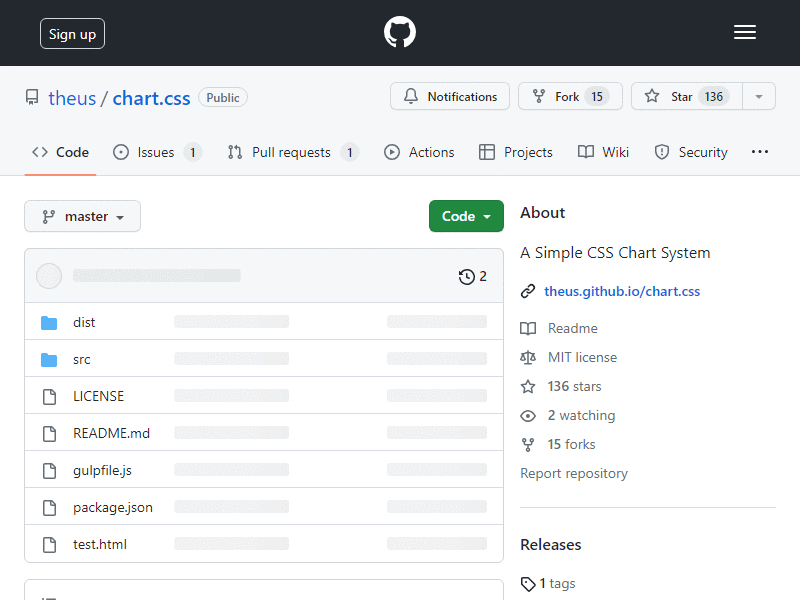 Sign up
theus / chart.css Public
Notifications Fork 15 Star 136
Code Issues 1 Pull requests 1 Actions Projects Wiki Security
master Code
2
dist
src
LICENSE
README.md
gulpfile.js
package.json
test.html
About
A Simple CSS Chart System
theus.github.io/chart.css
Readme
MIT license
136 stars
2 watching
15 forks
Report repository
Releases
1 tags